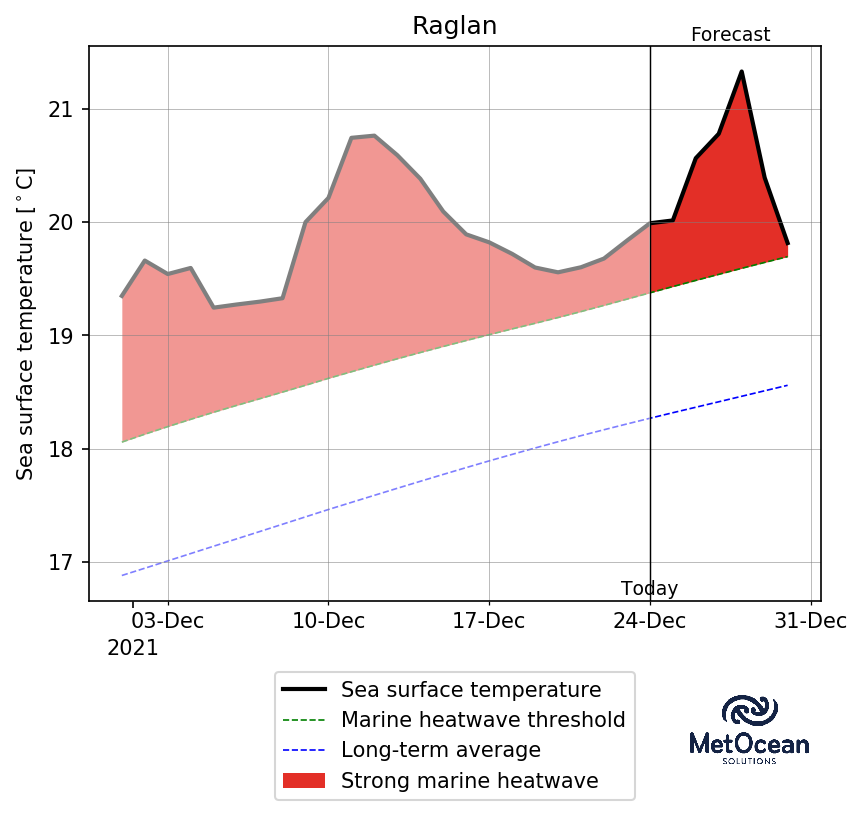 Raglan
Forecast
Sea surface temperature [°C]
21
20
19
18
17
Today
03-Dec 10-Dec 17-Dec 24-Dec 31-Dec
2021
Sea surface temperature
Marine heatwave threshold
Long-term average
Strong marine heatwave
MetOcean
SOLUTIONS